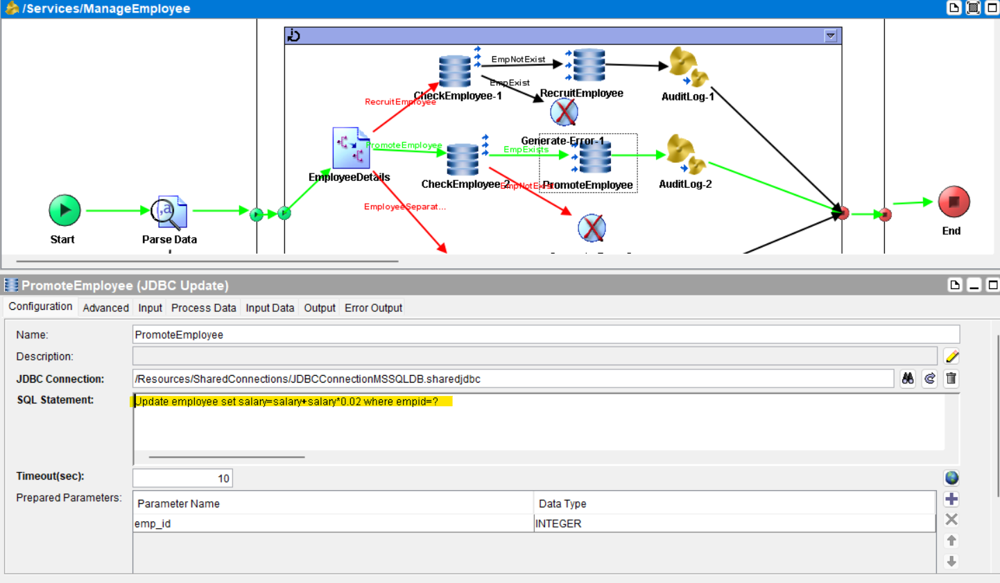 /Services/ManageEmployee
EmpNotExist
EmpExist
CheckEmployee-1
RecruitEmployee
AuditLog-1
RecruitEmployee
Generate-Error-1
PromoteEmployee
EmpExists
EmployeeDetails
CheckEmployee-2
EmpNotExist
PromoteEmployee
AuditLog-2
EmployeeSeparat...
Start
Parse Data
End
PromoteEmployee (JDBC Update)
Configuration Advanced Input Process Data Input Data Output Error Output
Name: PromoteEmployee
Description:
JDBC Connection: /Resources/SharedConnections/JDBCConnectionMSSQLDB.sharedjdbc
SQL Statement: Update employee set salary=salary+salary*0.02 where empid=?
Timeout(sec): 10
Prepared Parameters: Parameter Name Data Type
emp_id INTEGER